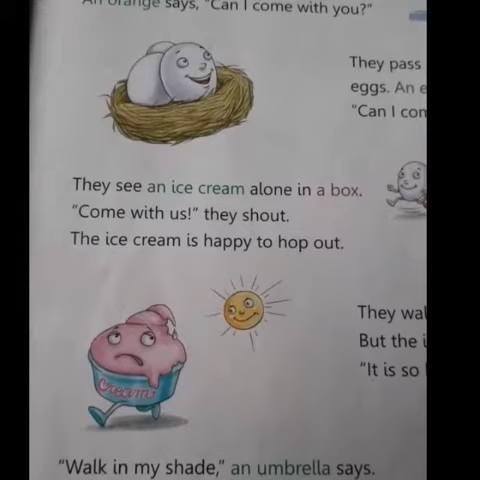 An orange says, "Can I come with you?"
They pass
eggs. An e
"Can I con
They see an ice cream alone in a box.
"Come with us!" they shout.
The ice cream is happy to hop out.
Creams
They wal
But the i
"It is so
"Walk in my shade," an umbrella says.